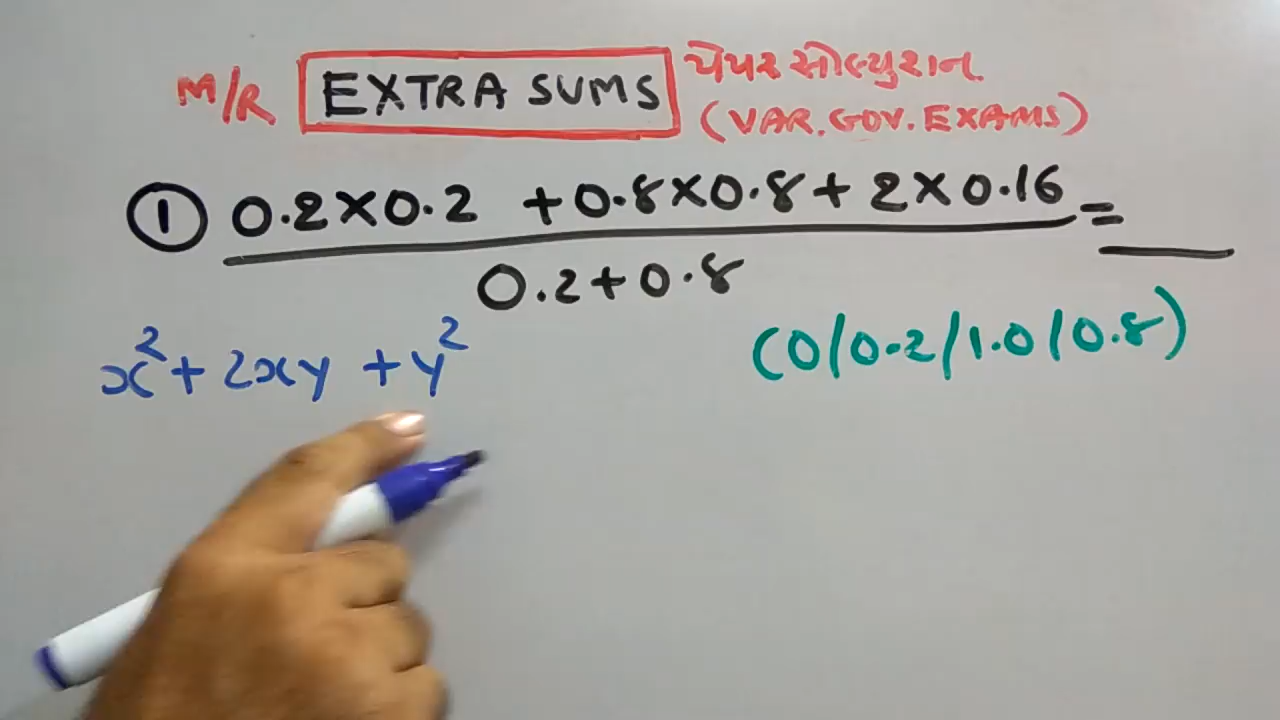 M/R EXTRA SUMS પેપર સોલ્યુશન.
(VAR. GOV. EXAMS)
① 0.2×0.2 +0.8×0.8+ 2×0.16 = ____
0.2+0.8
x²+ 2xy +y²
(0/0.2/1.0/0.8)